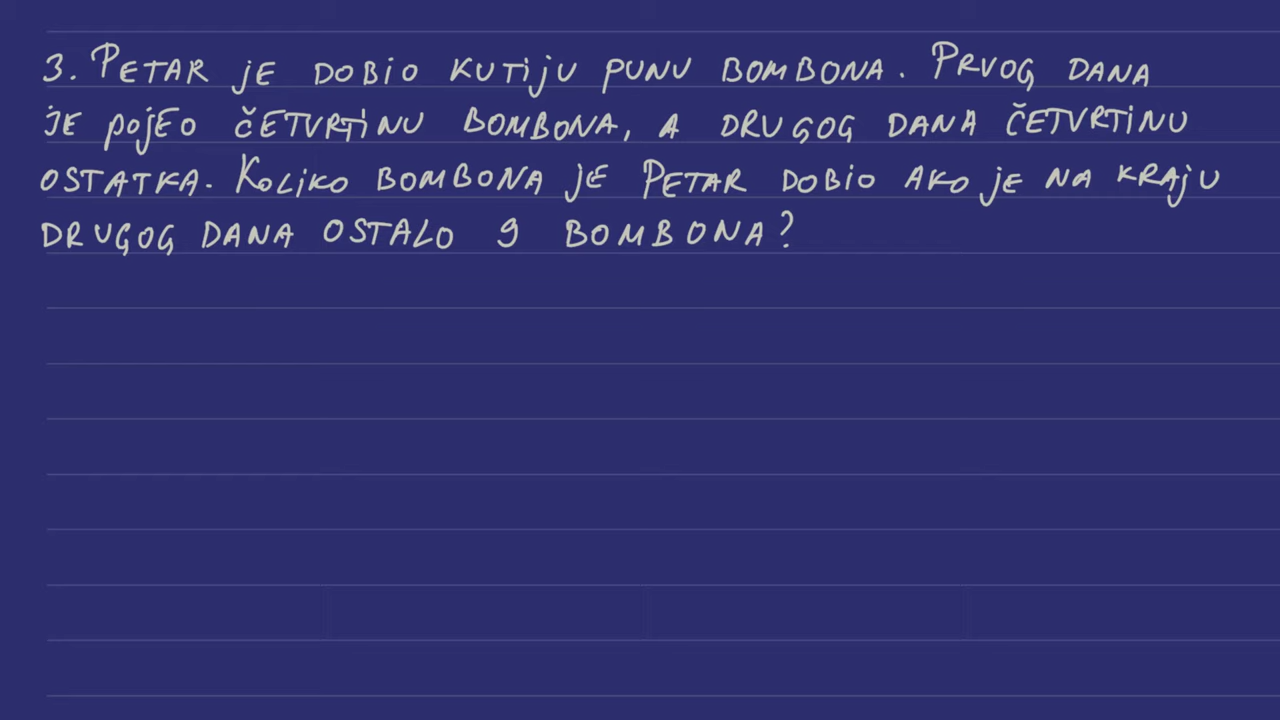 3. PETAR JE DOBIO KUTIJU PUNU BOMBONA. PRVOG DANA
JE POJEO ČETVRTINU BOMBONA, A DRUGOG DANA ČETVRTINU
OSTATKA. KOLIKO BOMBONA JE PETAR DOBIO AKO JE NA KRAJU
DRUGOG DANA OSTALO 9 BOMBONA?